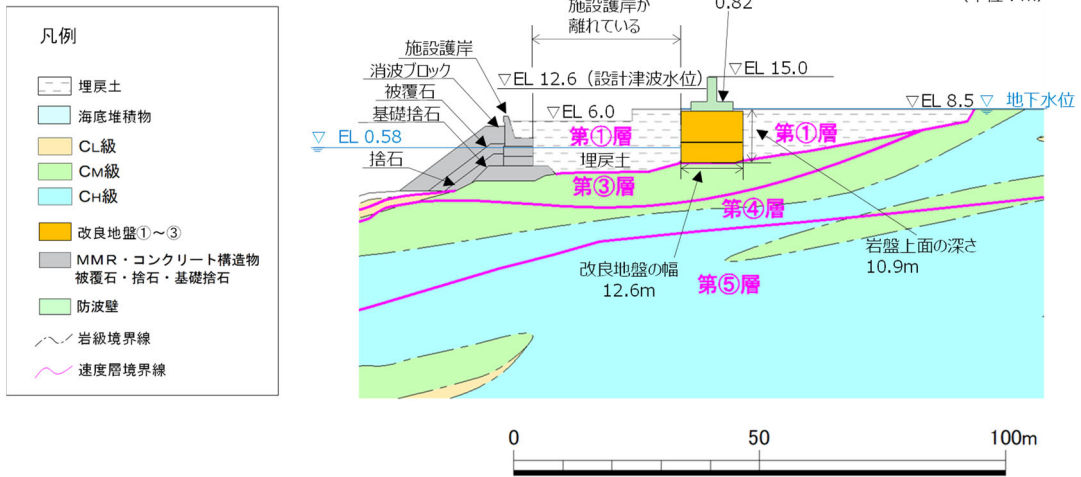 凡例
埋戻土
海底堆積物
CL級
CM級
CH級
改良地盤①～③
MMR・コンクリート構造物
被覆石・捨石・基礎捨石
防波壁
岩級境界線
速度層境界線
施設護岸が
離れている
0.82
施設護岸
消波ブロック
被覆石
基礎捨石
捨石
▽EL 12.6（設計津波水位）
▽EL 15.0
▽EL 6.0
▽EL 8.5
▽ 地下水位
▽ EL 0.58
第①層
第①層
埋戻土
第③層
第④層
岩盤上面の深さ
10.9m
改良地盤の幅
12.6m
第⑤層
0
50
100m